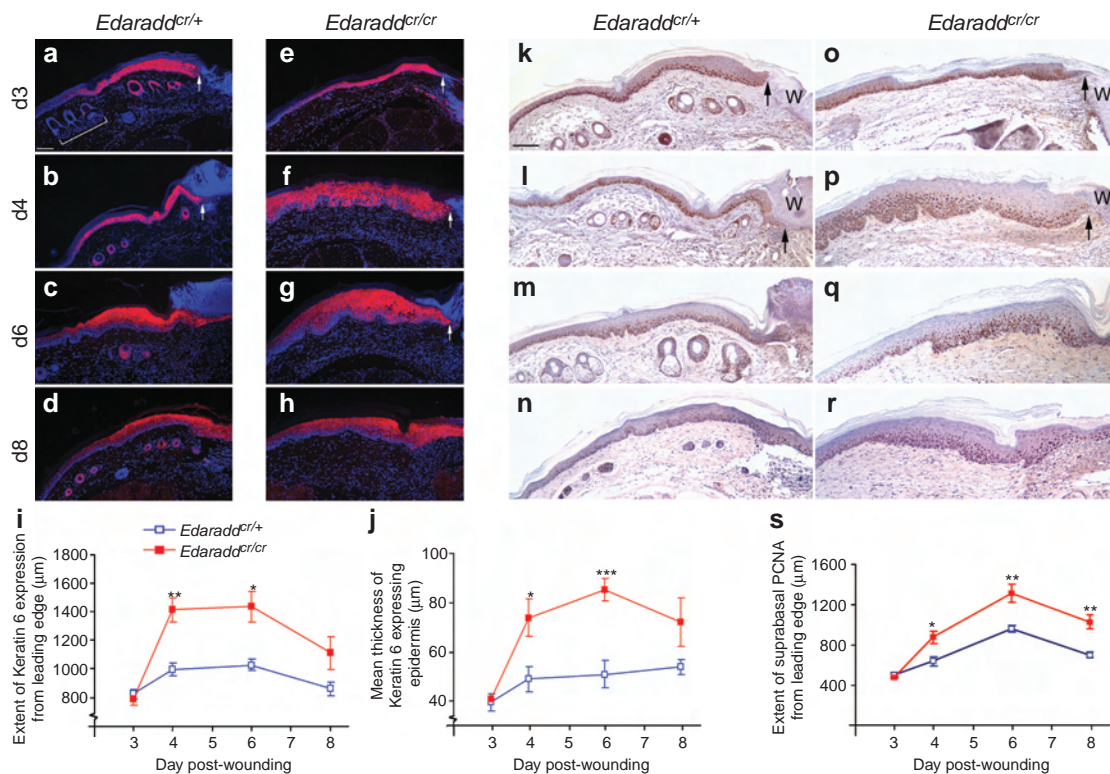 Edaradd^cr/+ Edaradd^cr/cr Edaradd^cr/+ Edaradd^cr/cr
a e k o
d3 W W
b f l p
d4 W W
c g m q
d6
d h n r
d8
i j s
Edaradd^cr/+
Edaradd^cr/cr
Extent of Keratin 6 expression
from leading edge (μm)
1800
1600
1400
1200
1000
800
** *
3 4 5 6 7 8
Day post-wounding
Mean thickness of
Keratin 6 expressing
epidermis (μm)
100
80
60
40
* ***
3 4 5 6 7 8
Day post-wounding
Extent of suprabasal PCNA
from leading edge (μm)
1600
1200
800
400
* ** **
3 4 5 6 7 8
Day post-wounding